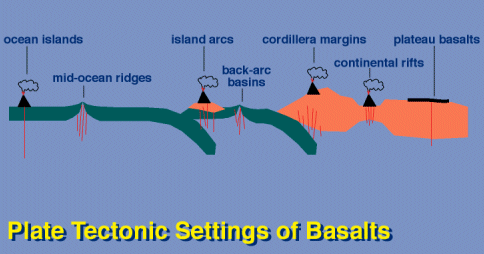 ocean islands
island arcs
cordillera margins
plateau basalts
mid-ocean ridges
back-arc
basins
continental rifts
Plate Tectonic Settings of Basalts